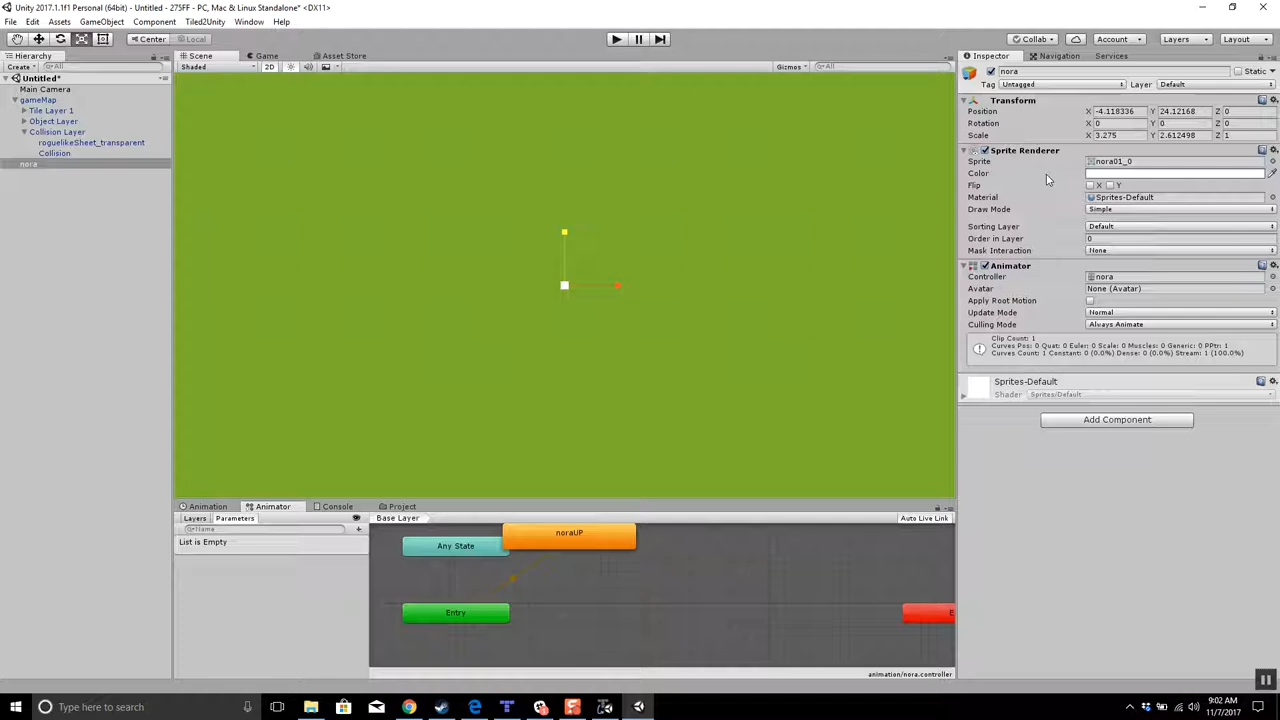 Unity 2017.1.1f1 Personal (64bit) - Untitled - 275FF - PC, Mac & Linux Standalone* <DX11>
File Edit Assets GameObject Component Tiled2Unity Window Help
Center Local Collab Account Layers Layout
Hierarchy Scene Game Asset Store Inspector Navigation Services
Create All Shaded 2D Gizmos All nora Static
Untitled*
Main Camera Tag Untagged Layer Default
gameMap Transform
Tile Layer 1 Position X -4.118336 Y 24.12168 Z 0
Object Layer Rotation X 0 Y 0 Z 0
Collision Layer Scale X 3.275 Y 2.612498 Z 1
roguelikeSheet_transparent
Collision Sprite Renderer
nora Sprite nora01_0
Color
Flip X Y
Material Sprites-Default
Draw Mode Simple
Sorting Layer Default
Order in Layer 0
Mask Interaction None
Animator
Controller nora
Avatar None (Avatar)
Apply Root Motion
Update Mode Normal
Culling Mode Always Animate
Clip Count: 1
Curves Pos: 0 Quat: 0 Euler: 0 Scale: 0 Muscles: 0 Generic: 0 PPtr: 1
Curves Count: 1 Constant: 0 (0.0%) Dense: 0 (0.0%) Stream: 1 (100.0%)
Sprites-Default
Shader Sprites/Default
Add Component
Animation Animator Console Project
Layers Parameters Base Layer Auto Live Link
Name
List is Empty
noraUP
Any State
Entry E
animation/nora.controller
Type here to search
9:02 AM
11/7/2017